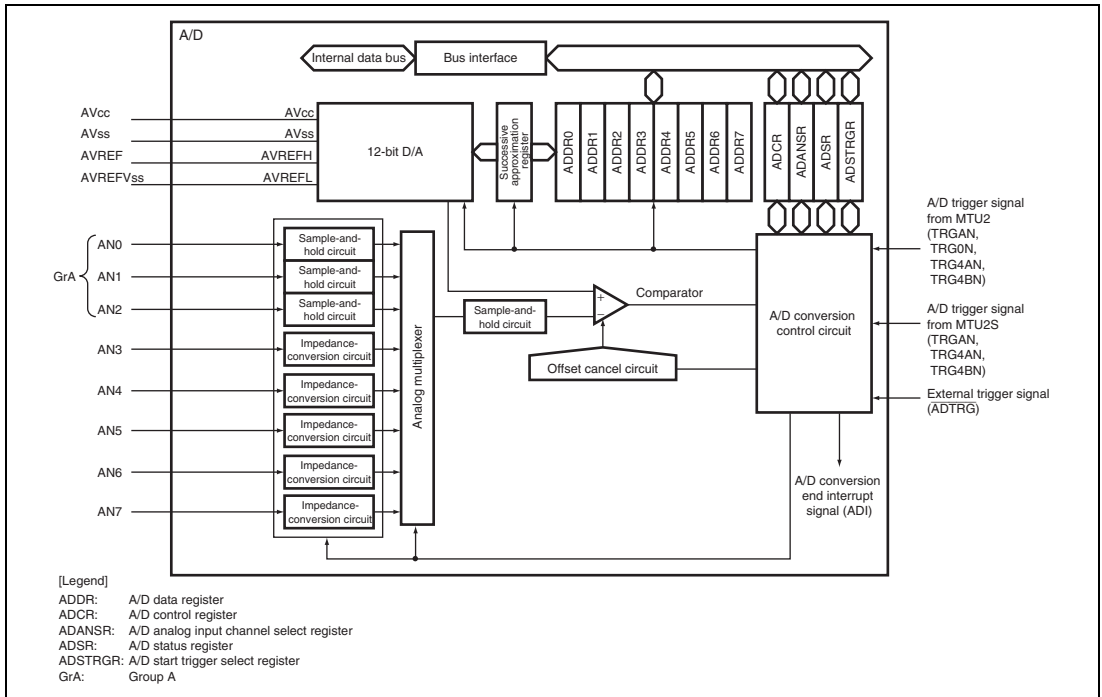 A/D
Internal data bus
Bus interface
AVcc
AVss
AVREF
AVREFVss
AVcc
AVss
AVREFH
AVREFL
12-bit D/A
Successive
approximation
register
ADDR0
ADDR1
ADDR2
ADDR3
ADDR4
ADDR5
ADDR6
ADDR7
ADCR
ADANSR
ADSR
ADSTRGR
GrA
AN0
AN1
AN2
AN3
AN4
AN5
AN6
AN7
Sample-and-
hold circuit
Sample-and-
hold circuit
Sample-and-
hold circuit
Impedance-
conversion circuit
Impedance-
conversion circuit
Impedance-
conversion circuit
Impedance-
conversion circuit
Impedance-
conversion circuit
Analog multiplexer
Sample-and-
hold circuit
+
−
Comparator
Offset cancel circuit
A/D conversion
control circuit
A/D trigger signal
from MTU2
(TRGAN,
TRG0N,
TRG4AN,
TRG4BN)
A/D trigger signal
from MTU2S
(TRGAN,
TRG4AN,
TRG4BN)
External trigger signal
(ADTRG)
A/D conversion
end interrupt
signal (ADI)
[Legend]
ADDR: A/D data register
ADCR: A/D control register
ADANSR: A/D analog input channel select register
ADSR: A/D status register
ADSTRGR: A/D start trigger select register
GrA: Group A